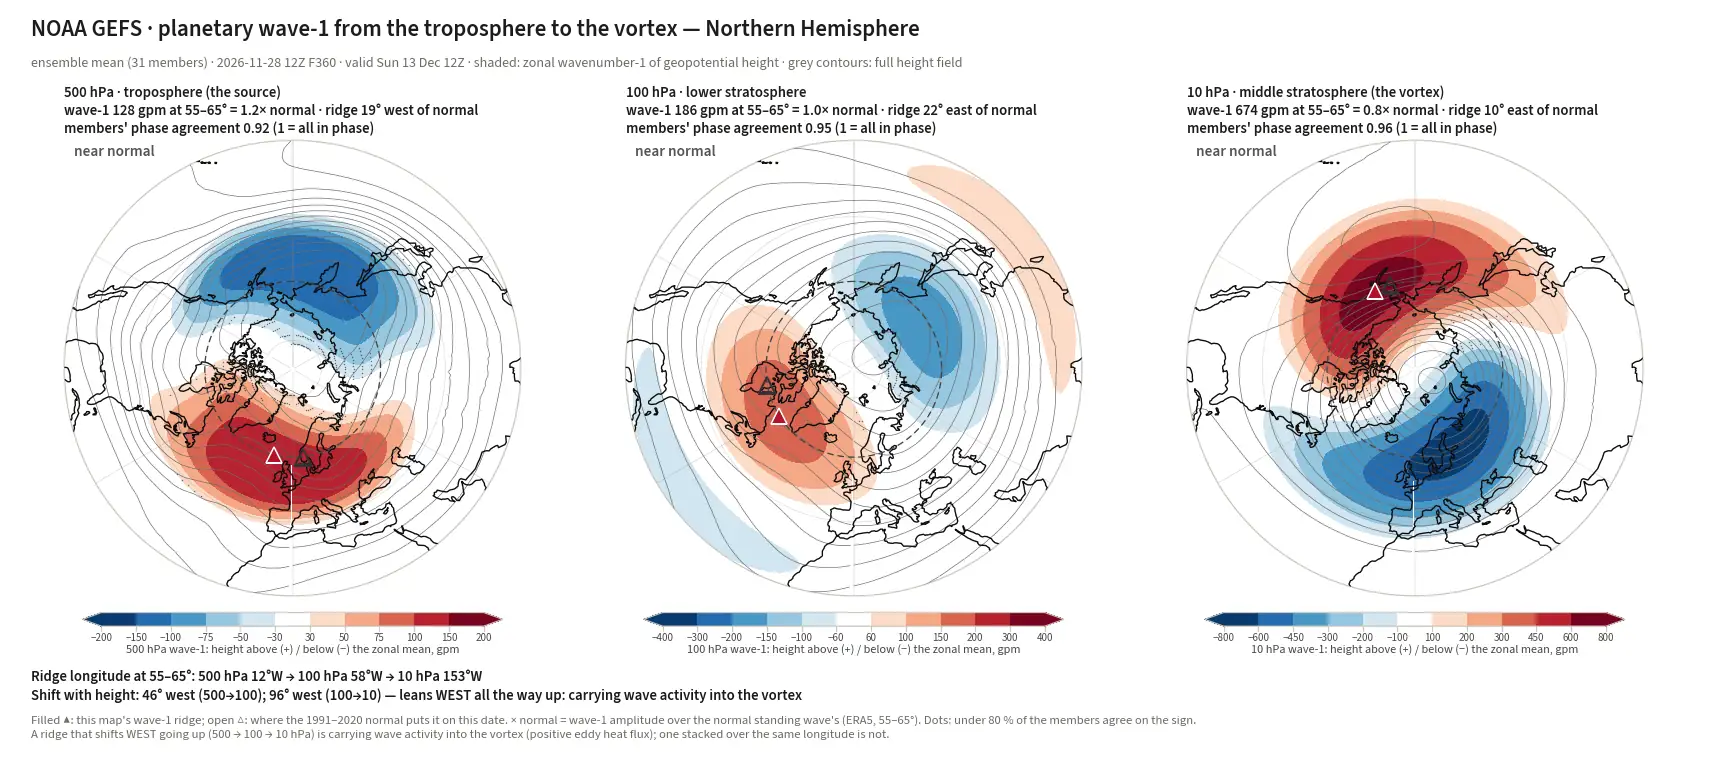 NOAA GEFS · planetary wave-1 from the troposphere to the vortex — Northern Hemisphere
ensemble mean (31 members) · 2026-11-28 12Z F360 · valid Sun 13 Dec 12Z · shaded: zonal wavenumber-1 of geopotential height · grey contours: full height field
500 hPa · troposphere (the source)
wave-1 128 gpm at 55–65° = 1.2× normal · ridge 19° west of normal
members' phase agreement 0.92 (1 = all in phase)
near normal
100 hPa · lower stratosphere
wave-1 186 gpm at 55–65° = 1.0× normal · ridge 22° east of normal
members' phase agreement 0.95 (1 = all in phase)
near normal
10 hPa · middle stratosphere (the vortex)
wave-1 674 gpm at 55–65° = 0.8× normal · ridge 10° east of normal
members' phase agreement 0.96 (1 = all in phase)
near normal
−200 −150 −100 −75 −50 −30 30 50 75 100 150 200
500 hPa wave-1: height above (+) / below (−) the zonal mean, gpm
−400 −300 −200 −150 −100 −60 60 100 150 200 300 400
100 hPa wave-1: height above (+) / below (−) the zonal mean, gpm
−800 −600 −450 −300 −200 −100 100 200 300 450 600 800
10 hPa wave-1: height above (+) / below (−) the zonal mean, gpm
Ridge longitude at 55–65°: 500 hPa 12°W → 100 hPa 58°W → 10 hPa 153°W
Shift with height: 46° west (500→100); 96° west (100→10) — leans WEST all the way up: carrying wave activity into the vortex
Filled ▲: this map's wave-1 ridge; open △: where the 1991–2020 normal puts it on this date. × normal = wave-1 amplitude over the normal standing wave's (ERA5, 55–65°). Dots: under 80 % of the members agree on the sign.
A ridge that shifts WEST going up (500 → 100 → 10 hPa) is carrying wave activity into the vortex (positive eddy heat flux); one stacked over the same longitude is not.